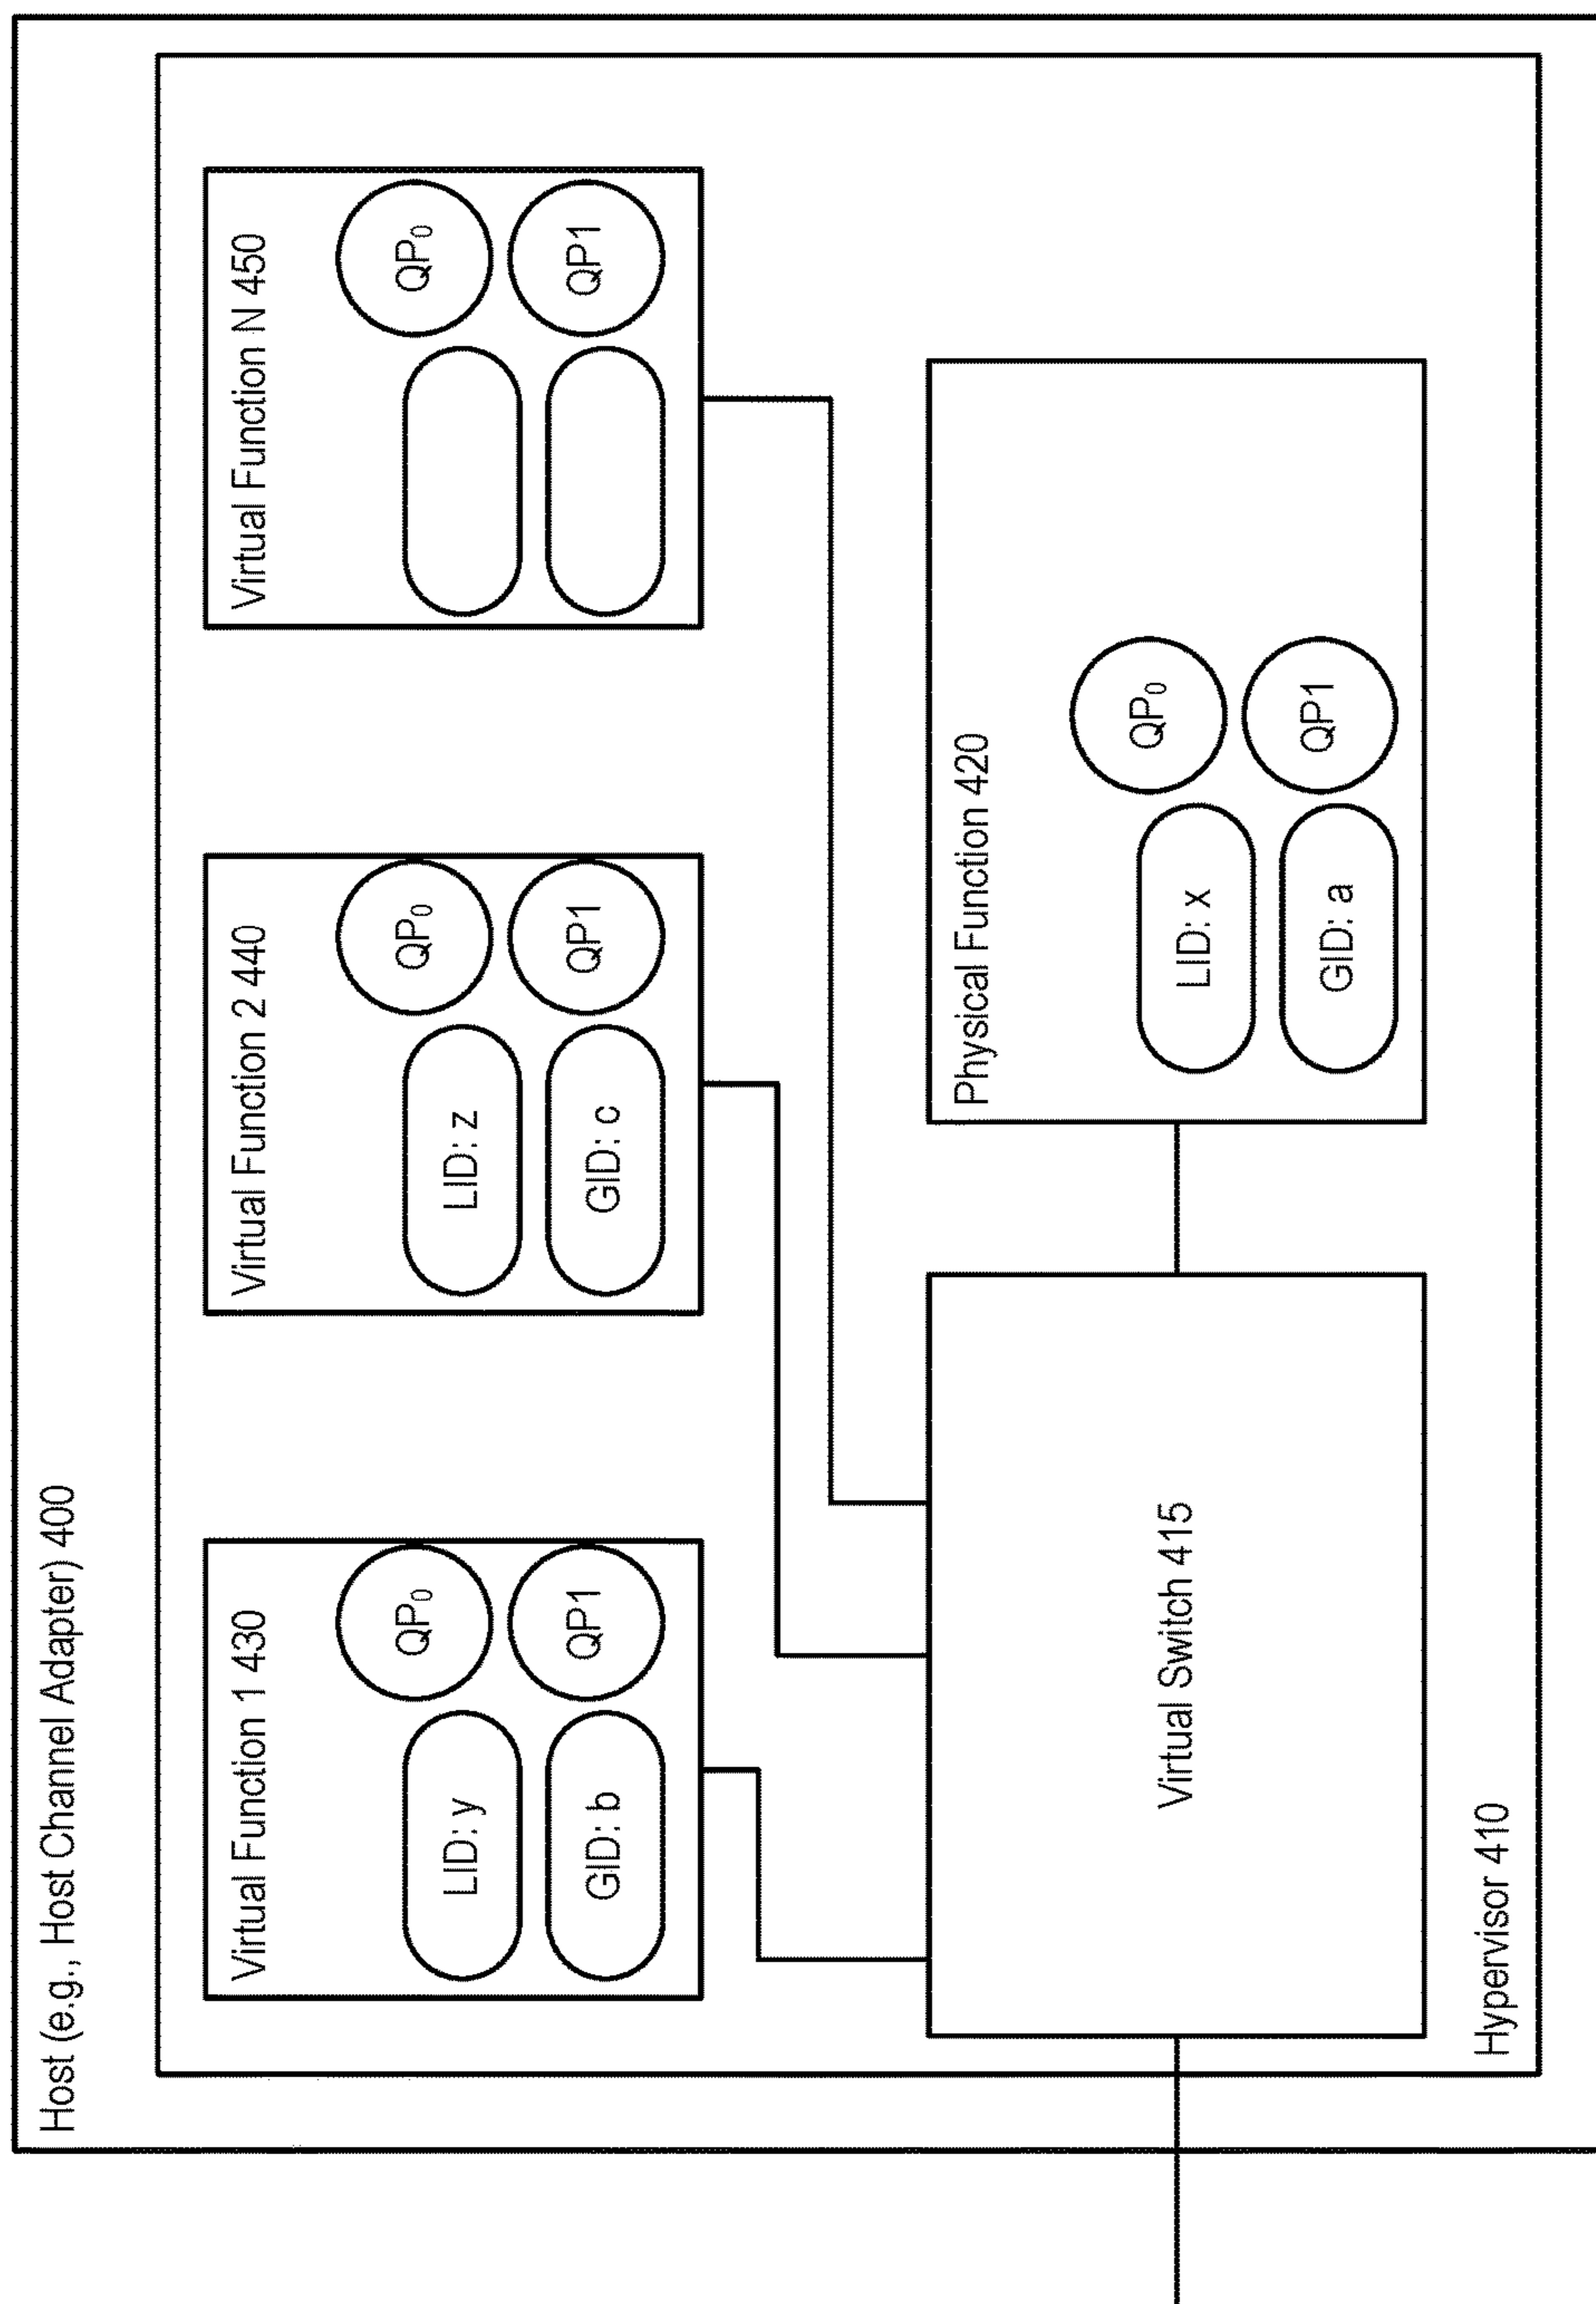 Host (e.g., Host Channel Adapter) 400
Virtual Function 1 430
QP₀
LID: y
QP1
GID: b
Virtual Function 2 440
QP₀
LID: z
QP1
GID: c
Virtual Function N 450
QP₀
QP1
Virtual Switch 415
Physical Function 420
QP₀
LID: x
QP1
GID: a
Hypervisor 410